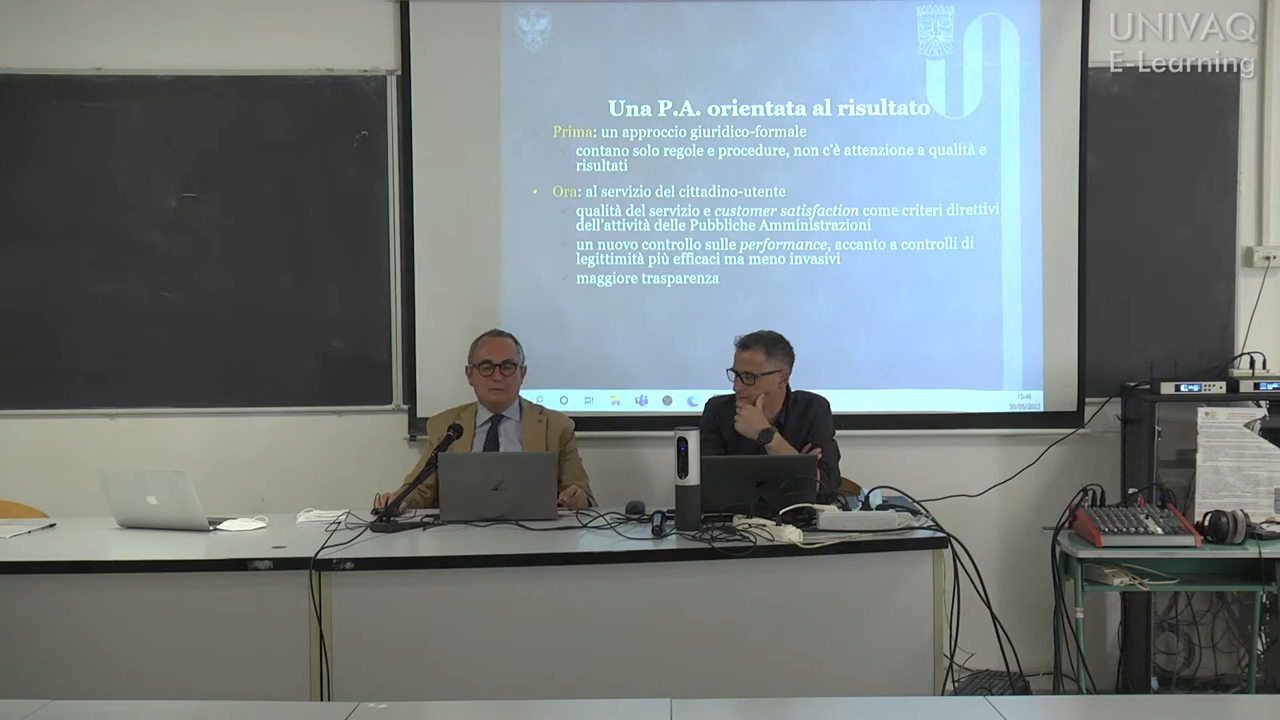 UNIVAQ
E-Learning
Una P.A. orientata al risultato
Prima: un approccio giuridico-formale
contano solo regole e procedure, non c'è attenzione a qualità e
risultati
• Ora: al servizio del cittadino-utente
qualità del servizio e customer satisfaction come criteri direttivi
dell'attività delle Pubbliche Amministrazioni
un nuovo controllo sulle performance, accanto a controlli di
legittimità più efficaci ma meno invasivi
maggiore trasparenza
15:46
30/05/2022